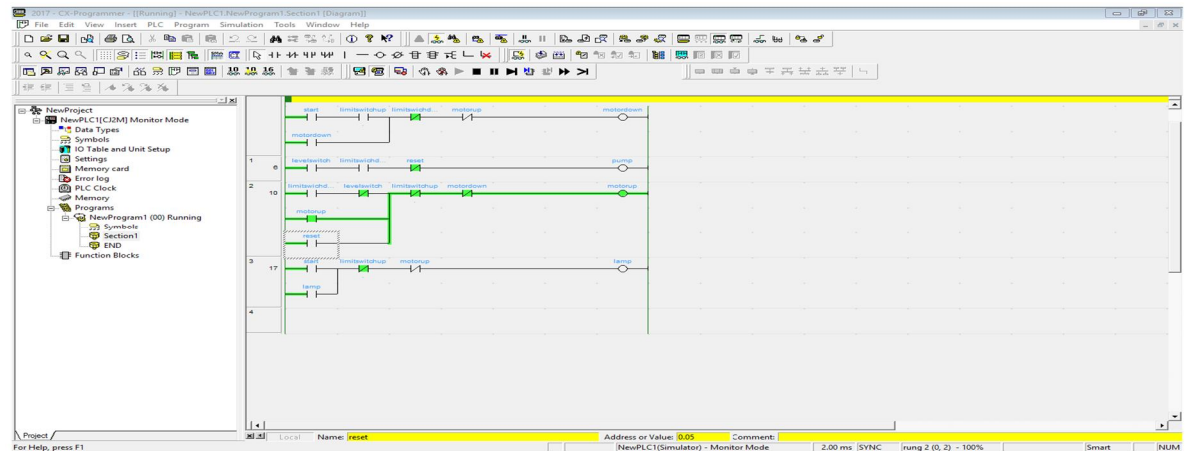 2017 - CX-Programmer - [[Running] - NewPLC1.NewProgram1.Section1 [Diagram]]
File Edit View Insert PLC Program Simulation Tools Window Help
NewProject
NewPLC1[CJ2M] Monitor Mode
Data Types
Symbols
IO Table and Unit Setup
Settings
Memory card
Error log
PLC Clock
Memory
Programs
NewProgram1 (00) Running
Symbols
Section1
END
Function Blocks
start limitswitchup limitswichd... motorup motordown
motordown
1
6
levelswitch limitswichd... reset pump
2
10
limitswichd... levelswitch limitswitchup motordown motorup
motorup
reset
3
17
start limitswitchup motorup lamp
lamp
4
Project
Local Name: reset Address or Value: 0.05 Comment:
For Help, press F1 NewPLC1(Simulator) - Monitor Mode 2.00 ms SYNC rung 2 (0, 2) - 100% Smart NUM